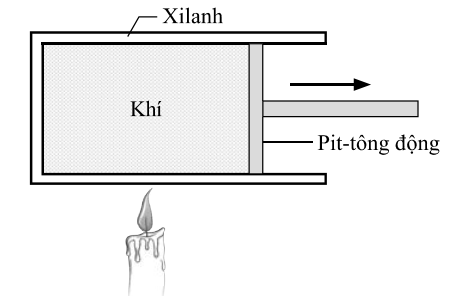 Xilanh
Khí
Pit-tông động